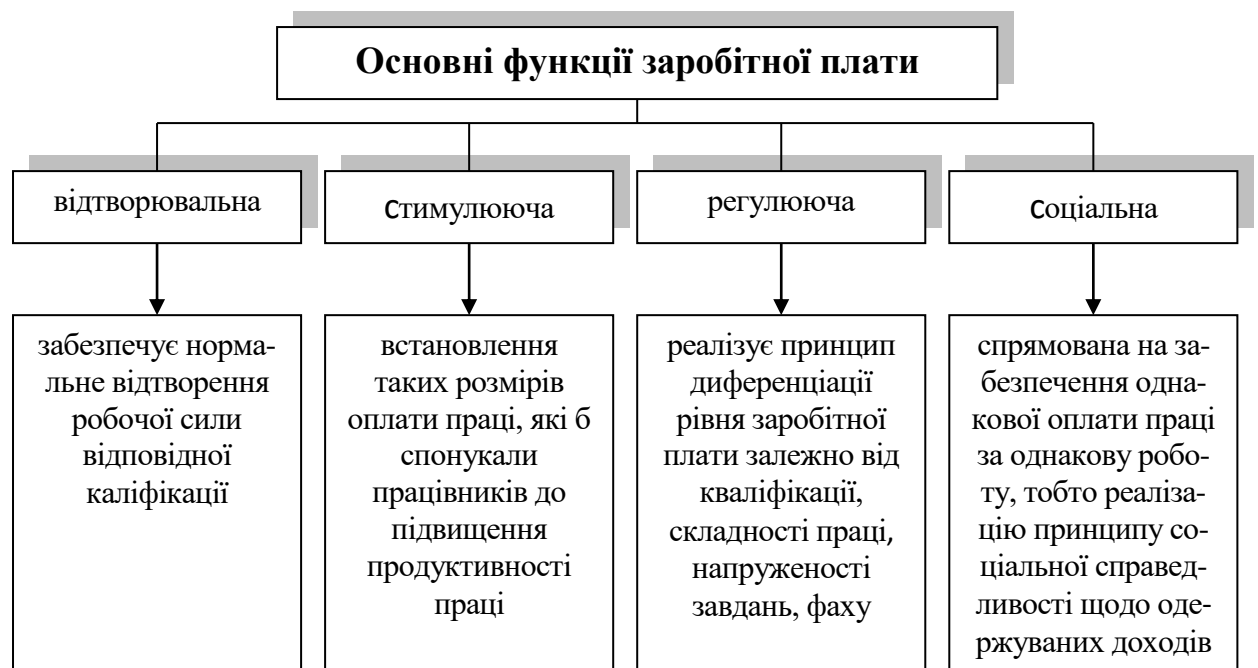 Основні функції заробітної плати
відтворювальна
стимулююча
регулююча
соціальна
забезпечує норма-
льне відтворення
робочої сили
відповідної
каліфікації
встановлення
таких розмірів
оплати праці, які б
спонукали
працівників до
підвищення
продуктивності
праці
реалізує принцип
диференціації
рівня заробітної
плати залежно від
кваліфікації,
складності праці,
напруженості
завдань, фаху
спрямована на за-
безпечення одна-
кової оплати праці
за однакову робо-
ту, тобто реаліза-
цію принципу со-
ціальної справед-
ливості щодо оде-
ржуваних доходів